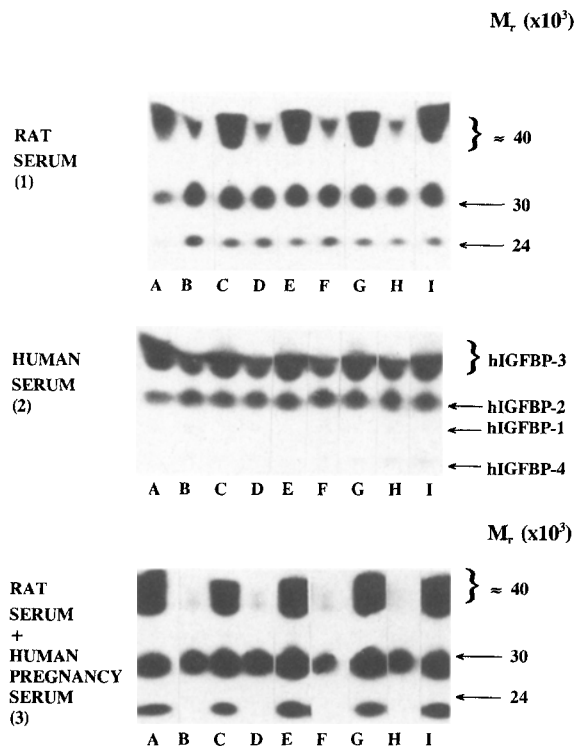 Mr (x10³)
RAT
SERUM
(1)
} ≈ 40
30
24
A B C D E F G H I
HUMAN
SERUM
(2)
} hIGFBP-3
hIGFBP-2
hIGFBP-1
hIGFBP-4
A B C D E F G H I
Mr (x10³)
RAT
SERUM
+
HUMAN
PREGNANCY
SERUM
(3)
} ≈ 40
30
24
A B C D E F G H I